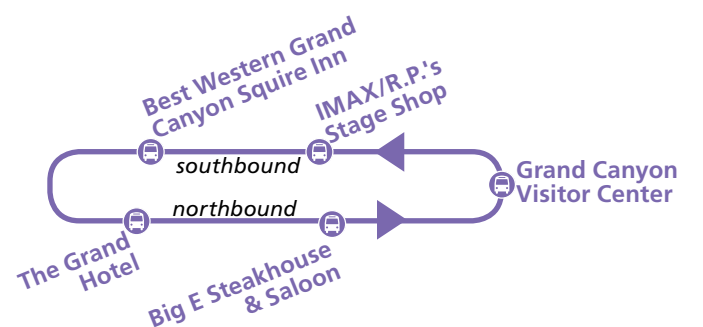 Best Western Grand
Canyon Squire Inn
IMAX/R.P.'s
Stage Shop
southbound
Grand Canyon
Visitor Center
northbound
The Grand
Hotel
Big E Steakhouse
& Saloon